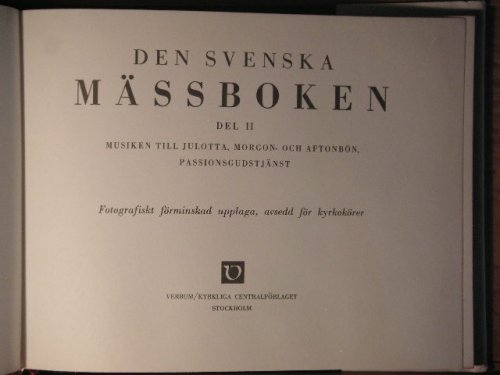 DEN SVENSKA
MÄSSBOKEN
DEL II
MUSIKEN TILL JULOTTA, MORGON- OCH AFTONBÖN,
PASSIONSGUDSTJÄNST
Fotografiskt förminskad upplaga, avsedd för kyrkokörer
VERBUM/KYRKLIGA CENTRALFÖRLAGET
STOCKHOLM